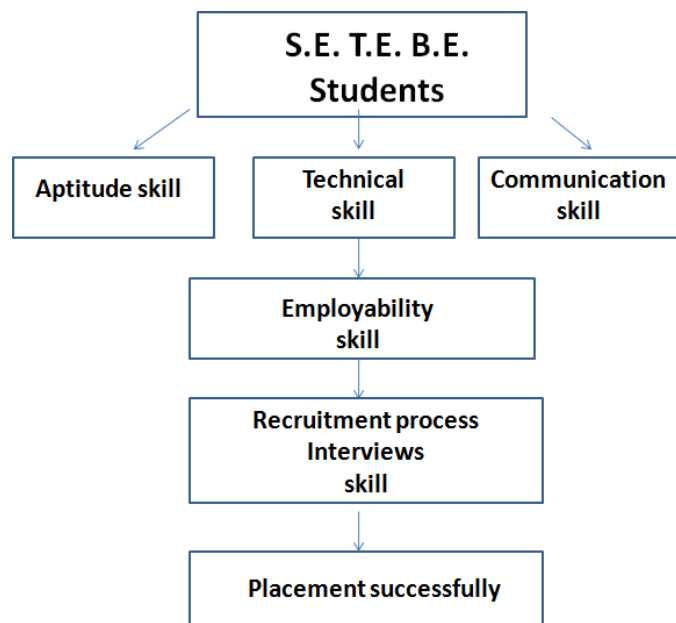 S.E. T.E. B.E.
Students
Aptitude skill
Technical
skill
Communication
skill
Employability
skill
Recruitment process
Interviews
skill
Placement successfully